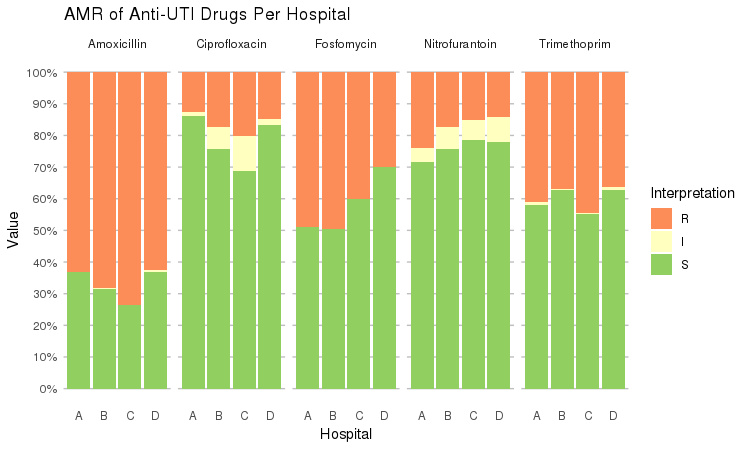 AMR of Anti-UTI Drugs Per Hospital
Amoxicillin Ciprofloxacin Fosfomycin Nitrofurantoin Trimethoprim
100%
90%
80%
70%
60%
50%
40%
30%
20%
10%
0%
Value
A B C D A B C D A B C D A B C D A B C D
Hospital
Interpretation
R
I
S